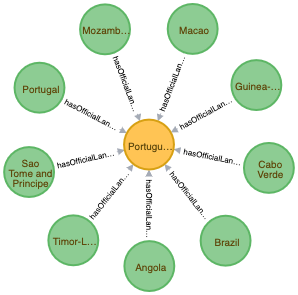 Mozamb...
Macao
Portugal
Guinea-...
hasOfficialLan...
hasOfficialLan...
hasOfficialLan...
hasOfficialLan...
Portugu...
Sao
Tome and
Principe
hasOfficialLan...
hasOfficialLan...
Cabo
Verde
hasOfficialLan...
hasOfficialLan...
hasOfficialLan...
Timor-L...
Angola
Brazil